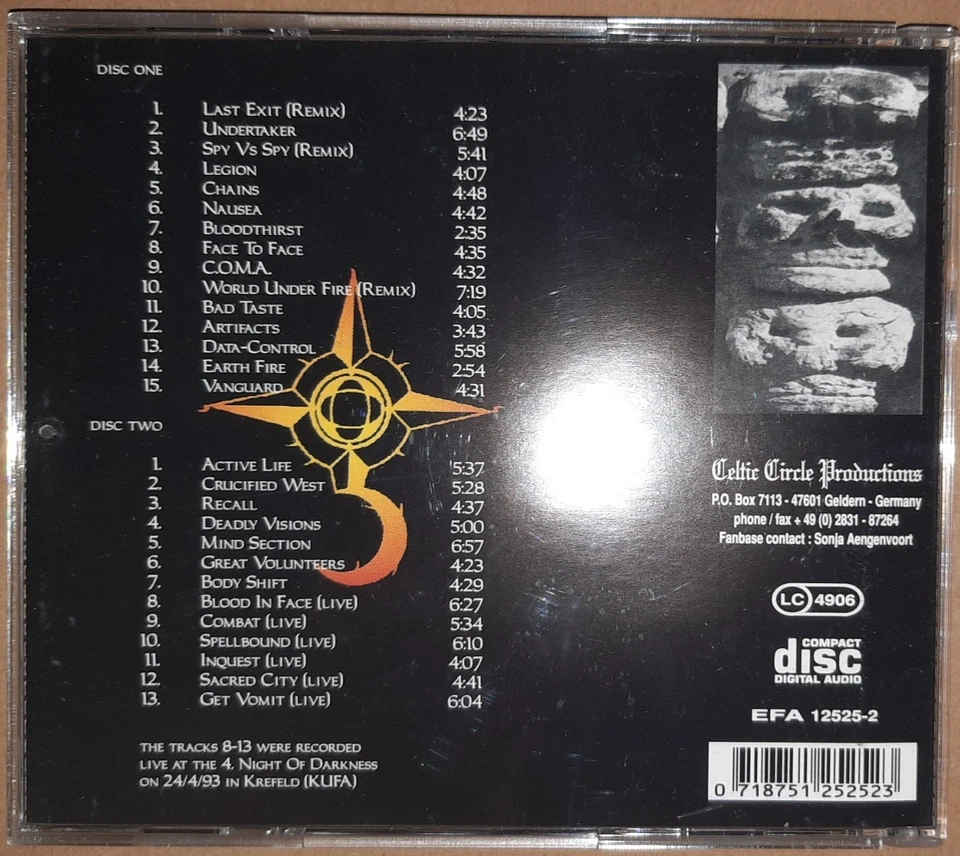 DISC ONE
1. LAST EXIT (REMIX) 4:23
2. UNDERTAKER 6:49
3. SPY VS SPY (REMIX) 5:41
4. LEGION 4:07
5. CHAINS 4:48
6. NAUSEA 4:42
7. BLOODTHIRST 2:35
8. FACE TO FACE 4:35
9. C.O.M.A. 4:32
10. WORLD UNDER FIRE (REMIX) 7:19
11. BAD TASTE 4:05
12. ARTIFACTS 3:43
13. DATA-CONTROL 5:58
14. EARTH FIRE 2:54
15. VANGUARD 4:31
DISC TWO
1. ACTIVE LIFE 5:37
2. CRUCIFIED WEST 5:28
3. RECALL 4:37
4. DEADLY VISIONS 5:00
5. MIND SECTION 6:57
6. GREAT VOLUNTEERS 4:23
7. BODY SHIFT 4:29
8. BLOOD IN FACE (LIVE) 6:27
9. COMBAT (LIVE) 5:34
10. SPELLBOUND (LIVE) 6:10
11. INQUEST (LIVE) 4:07
12. SACRED CITY (LIVE) 4:41
13. GET VOMIT (LIVE) 6:04
THE TRACKS 8-13 WERE RECORDED
LIVE AT THE 4. NIGHT OF DARKNESS
ON 24/4/93 IN KREFELD (KUFA)
Celtic Circle Productions
P.O. Box 7113 - 47601 Geldern - Germany
phone / fax + 49 (0) 2831 - 87264
Fanbase contact : Sonja Aengenvoort
LC 4906
COMPACT
disc
DIGITAL AUDIO
EFA 12525-2
0 718751 252523